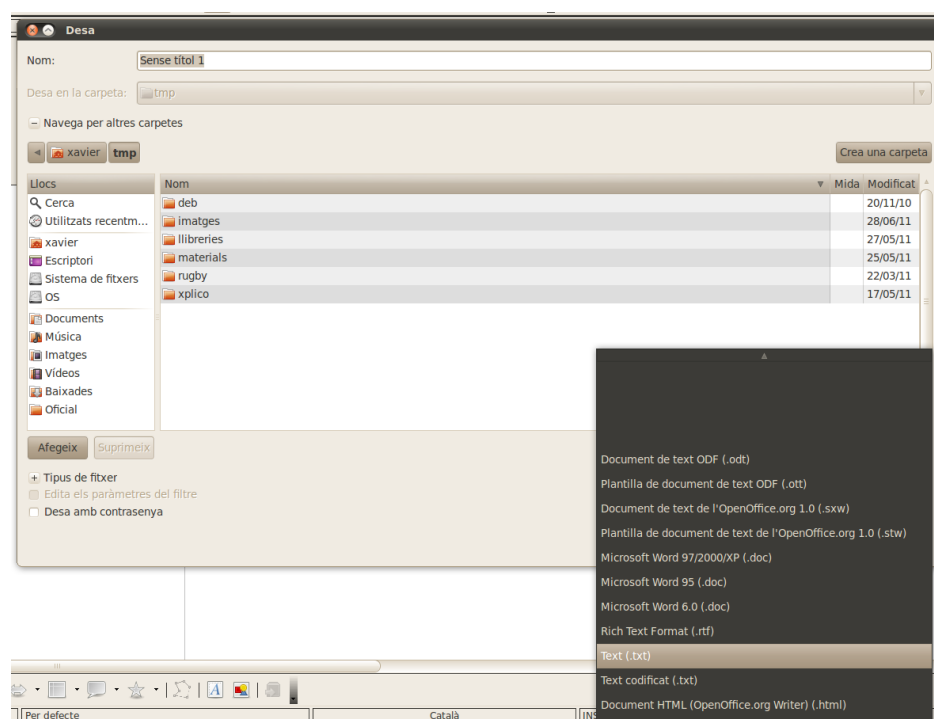 Desa
Nom: Sense títol 1
Desa en la carpeta: tmp
Navega per altres carpetes
xavier tmp Crea una carpeta
Llocs Nom Mida Modificat
Cerca deb 20/11/10
Utilitzats recentm... imatges 28/06/11
xavier llibreries 27/05/11
Escriptori materials 25/05/11
Sistema de fitxers rugby 22/03/11
OS xplico 17/05/11
Documents
Música
Imatges
Vídeos
Baixades
Oficial
Afegeix Suprimeix
Tipus de fitxer
Edita els paràmetres del filtre
Desa amb contrasenya
Document de text ODF (.odt)
Plantilla de document de text ODF (.ott)
Document de text de l'OpenOffice.org 1.0 (.sxw)
Plantilla de document de text de l'OpenOffice.org 1.0 (.stw)
Microsoft Word 97/2000/XP (.doc)
Microsoft Word 95 (.doc)
Microsoft Word 6.0 (.doc)
Rich Text Format (.rtf)
Text (.txt)
Text codificat (.txt)
Document HTML (OpenOffice.org Writer) (.html)
Per defecte Català